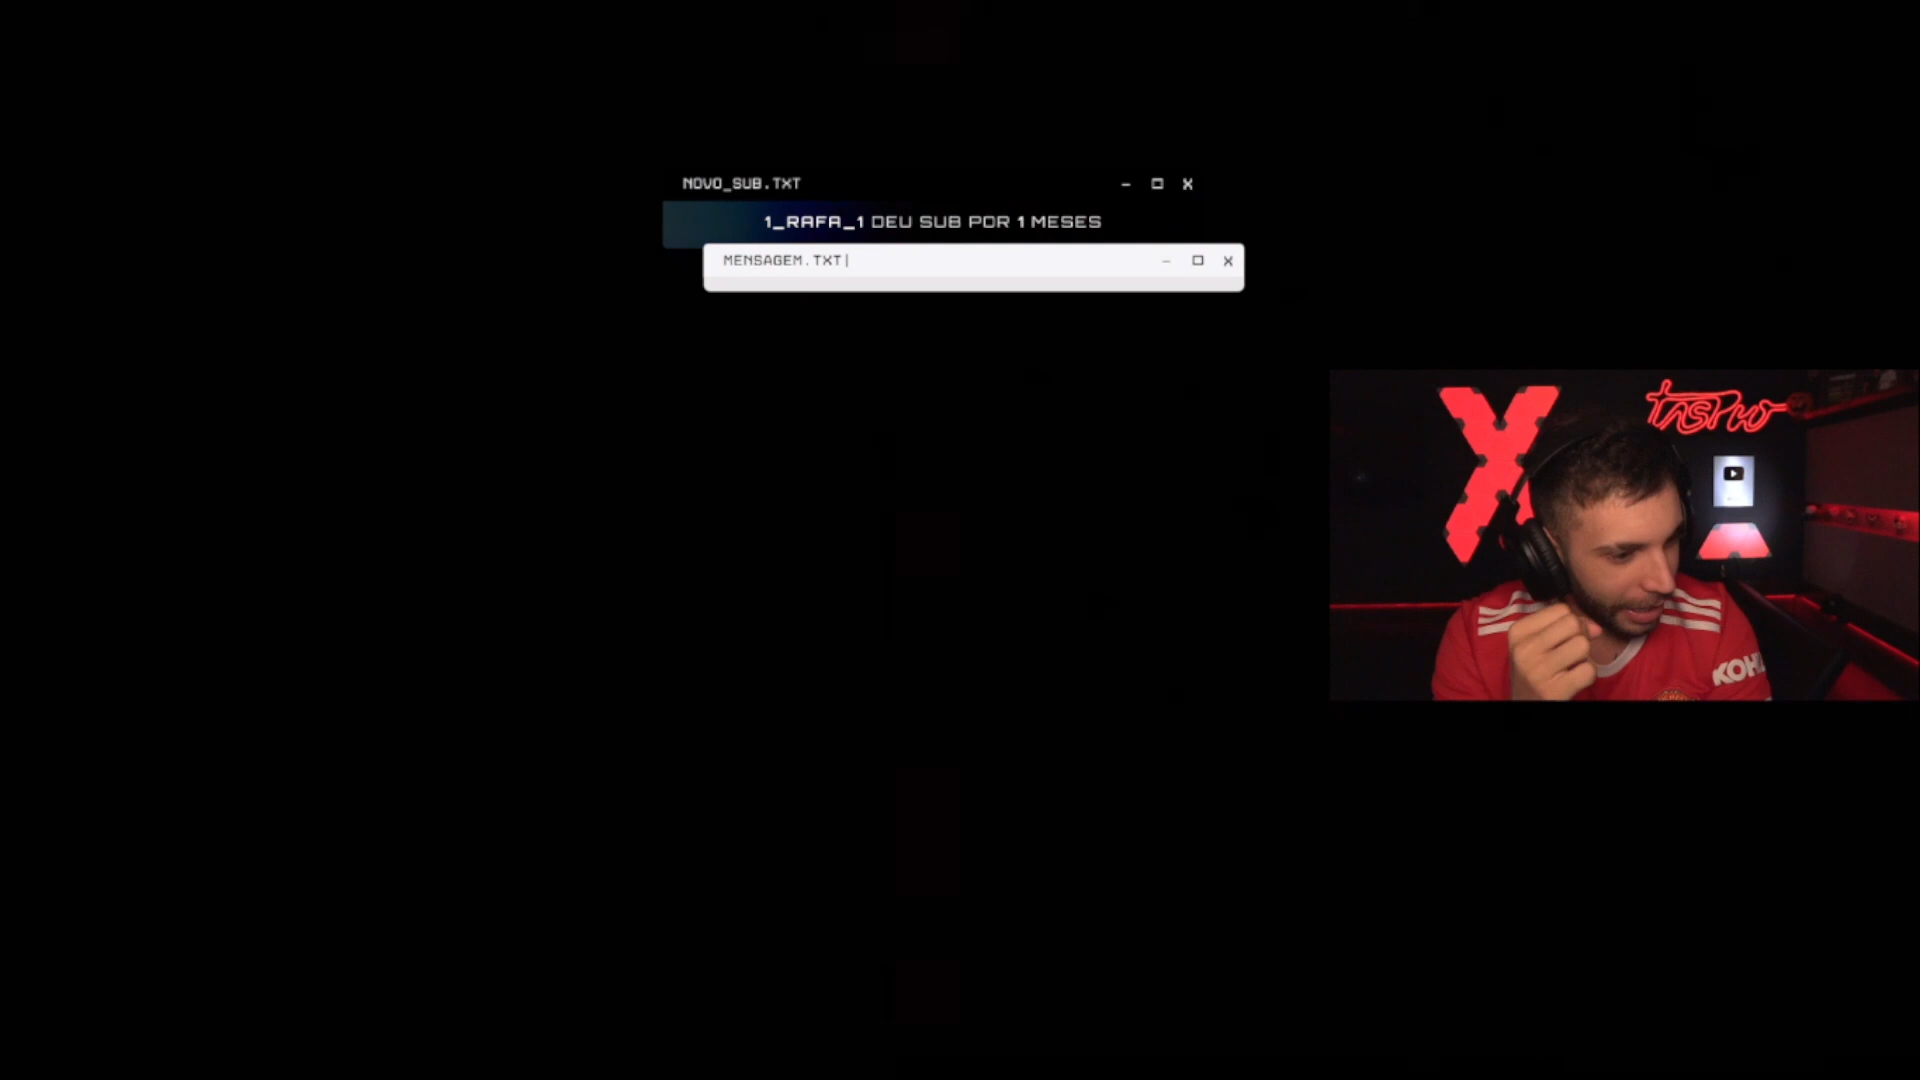 NOVO_SUB.TXT
1_RAFA_1 DEU SUB POR 1 MESES
MENSAGEM.TXT|
X